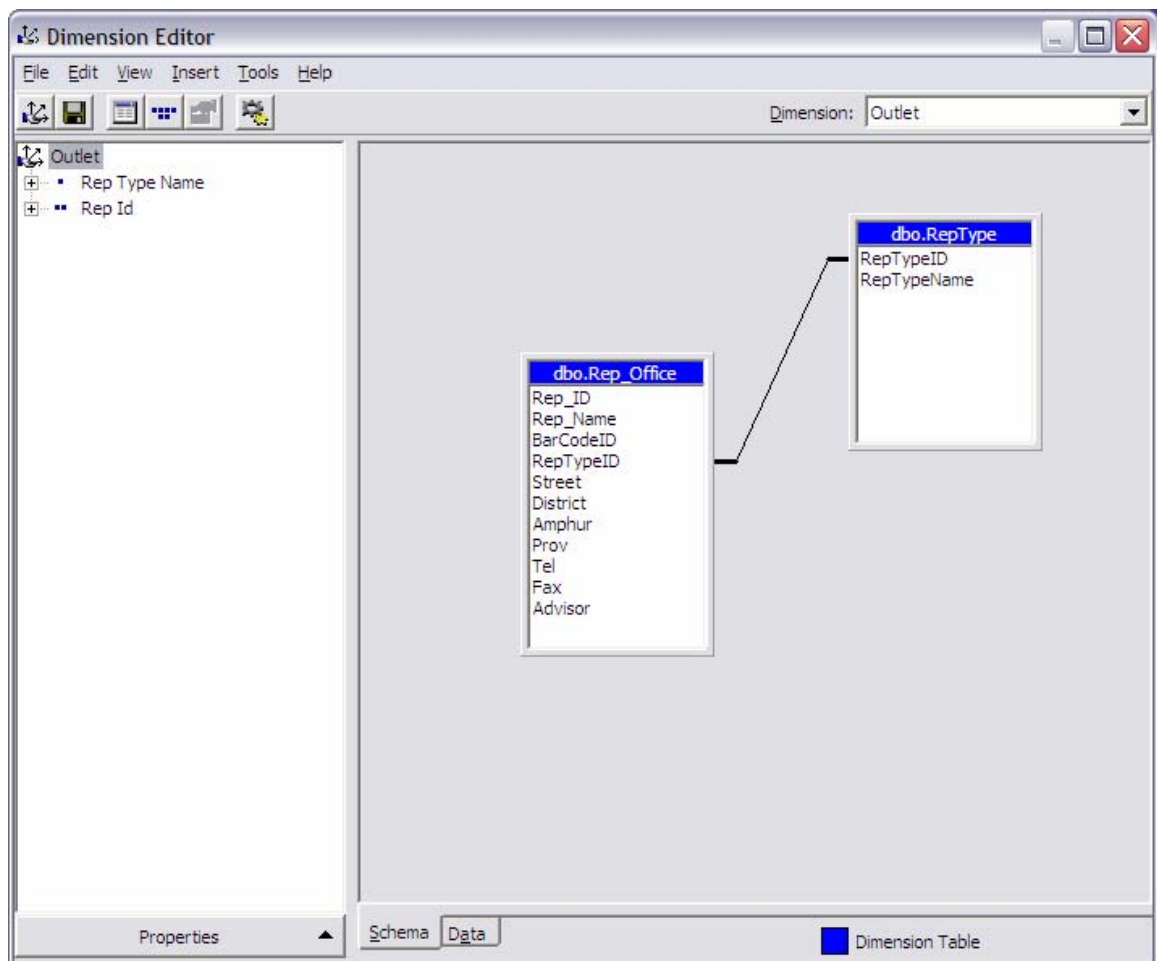 Dimension Editor
File Edit View Insert Tools Help
Dimension: Outlet
Outlet
Rep Type Name
Rep Id
dbo.RepType
RepTypeID
RepTypeName
dbo.Rep_Office
Rep_ID
Rep_Name
BarCodeID
RepTypeID
Street
District
Amphur
Prov
Tel
Fax
Advisor
Properties
Schema Data
Dimension Table